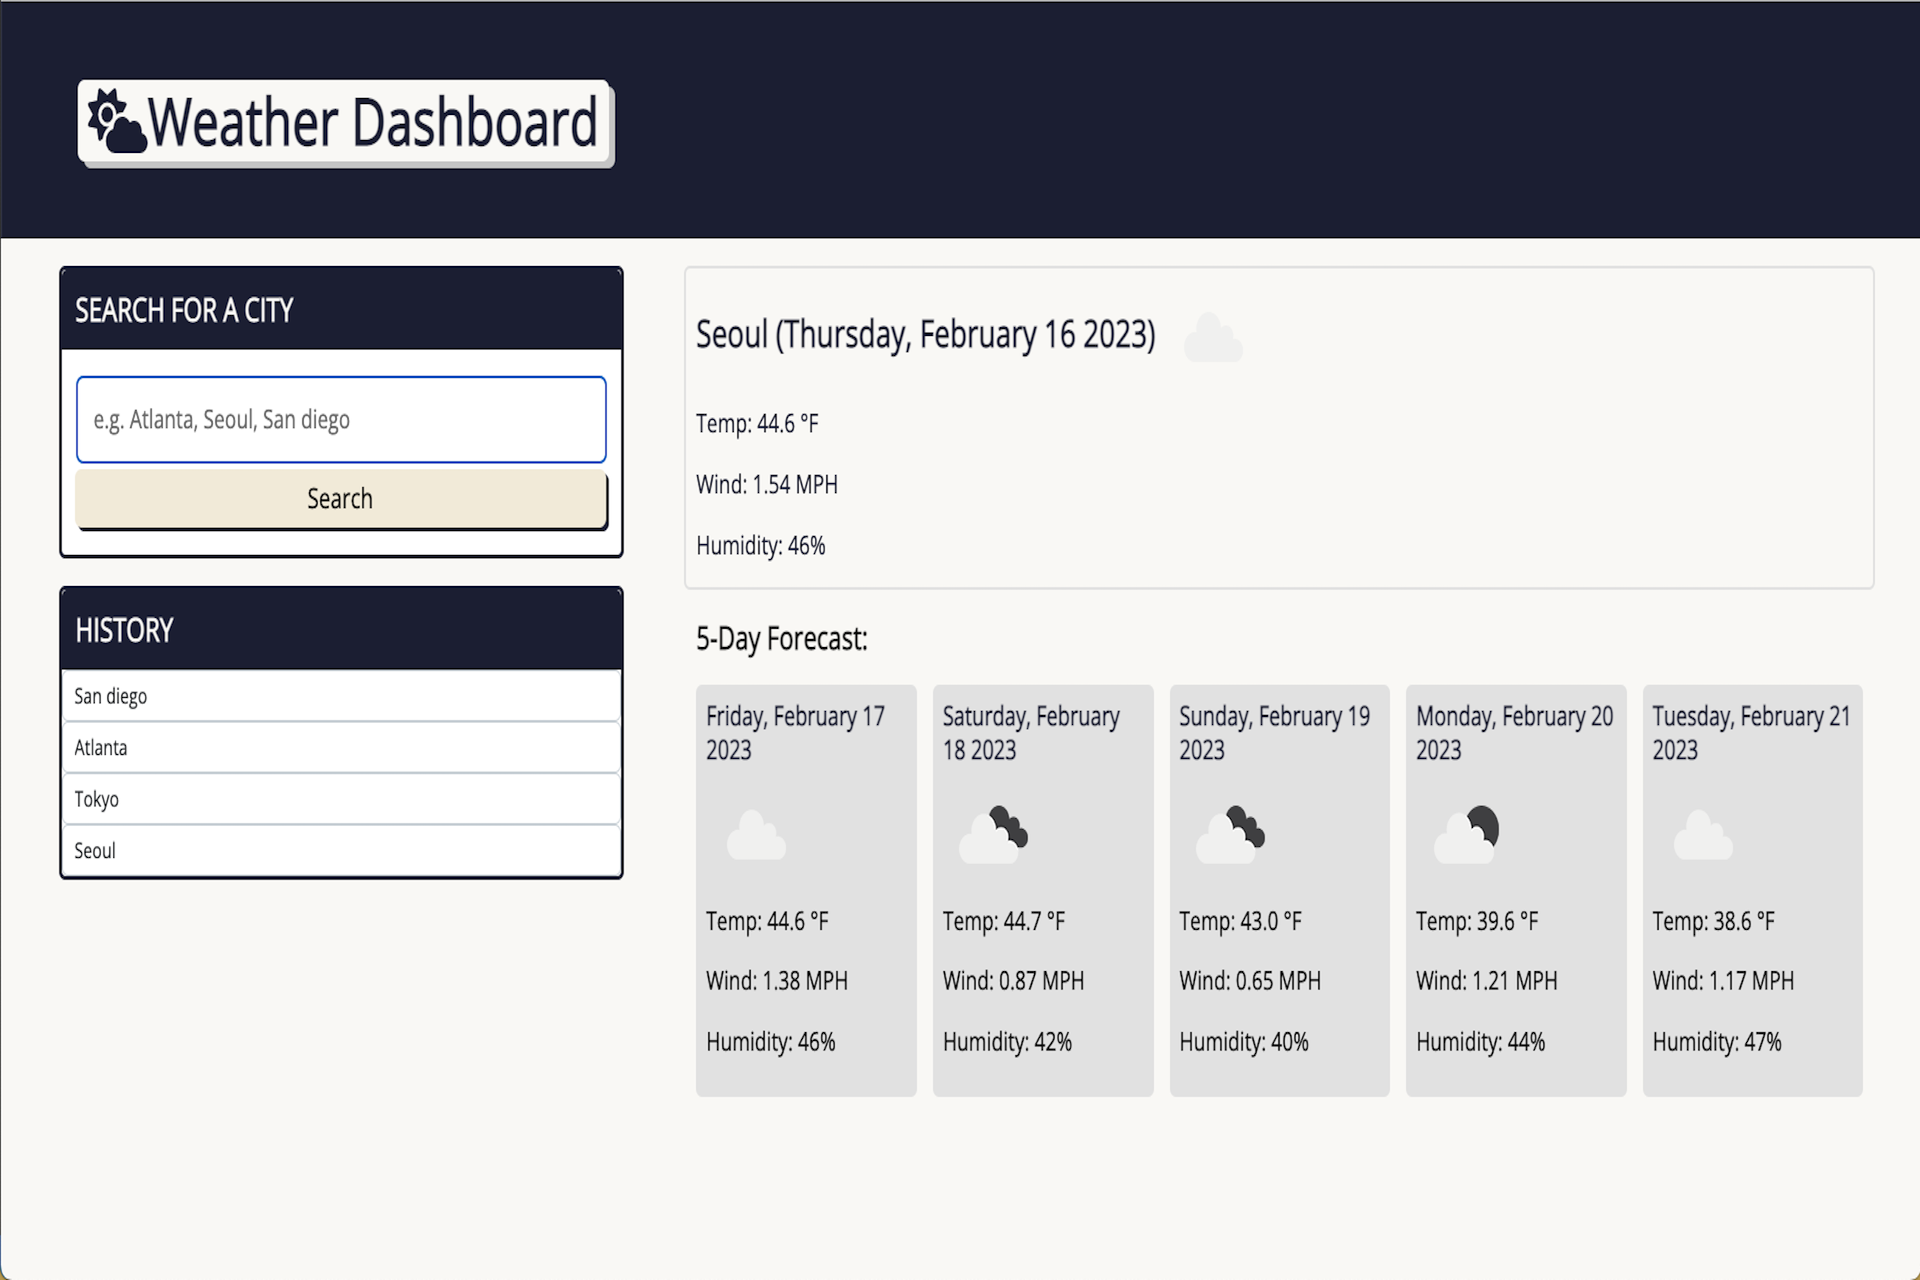 Weather Dashboard
SEARCH FOR A CITY
e.g. Atlanta, Seoul, San diego
Search
HISTORY
San diego
Atlanta
Tokyo
Seoul
Seoul (Thursday, February 16 2023)
Temp: 44.6 °F
Wind: 1.54 MPH
Humidity: 46%
5-Day Forecast:
Friday, February 17
2023
Temp: 44.6 °F
Wind: 1.38 MPH
Humidity: 46%
Saturday, February
18 2023
Temp: 44.7 °F
Wind: 0.87 MPH
Humidity: 42%
Sunday, February 19
2023
Temp: 43.0 °F
Wind: 0.65 MPH
Humidity: 40%
Monday, February 20
2023
Temp: 39.6 °F
Wind: 1.21 MPH
Humidity: 44%
Tuesday, February 21
2023
Temp: 38.6 °F
Wind: 1.17 MPH
Humidity: 47%